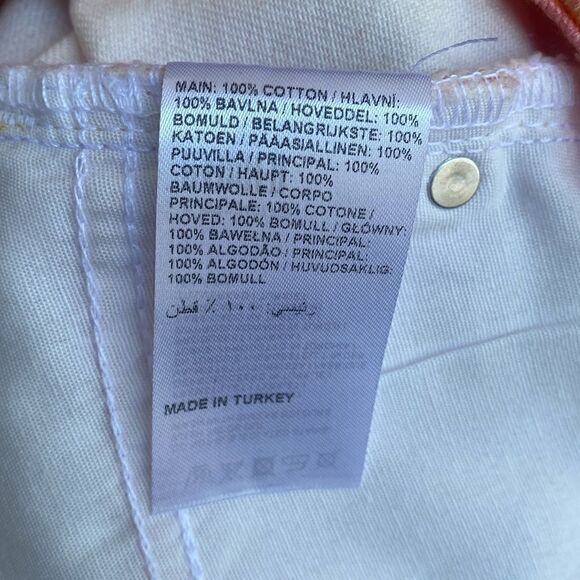 MAIN: 100% COTTON / HLAVNÍ:
100% BAVLNA / HOVEDDEL: 100%
BOMULD / BELANGRIJKSTE: 100%
KATOEN / PÄÄASIALLINEN: 100%
PUUVILLA / PRINCIPAL: 100%
COTON / HAUPT: 100%
BAUMWOLLE / CORPO
PRINCIPALE: 100% COTONE /
HOVED: 100% BOMULL / GŁÓWNY:
100% BAWEŁNA / PRINCIPAL:
100% ALGODÃO / PRINCIPAL:
100% ALGODÓN / HUVUDSAKLIG:
100% BOMULL
رئيسي: ١٠٠ ٪ قطن
MADE IN TURKEY